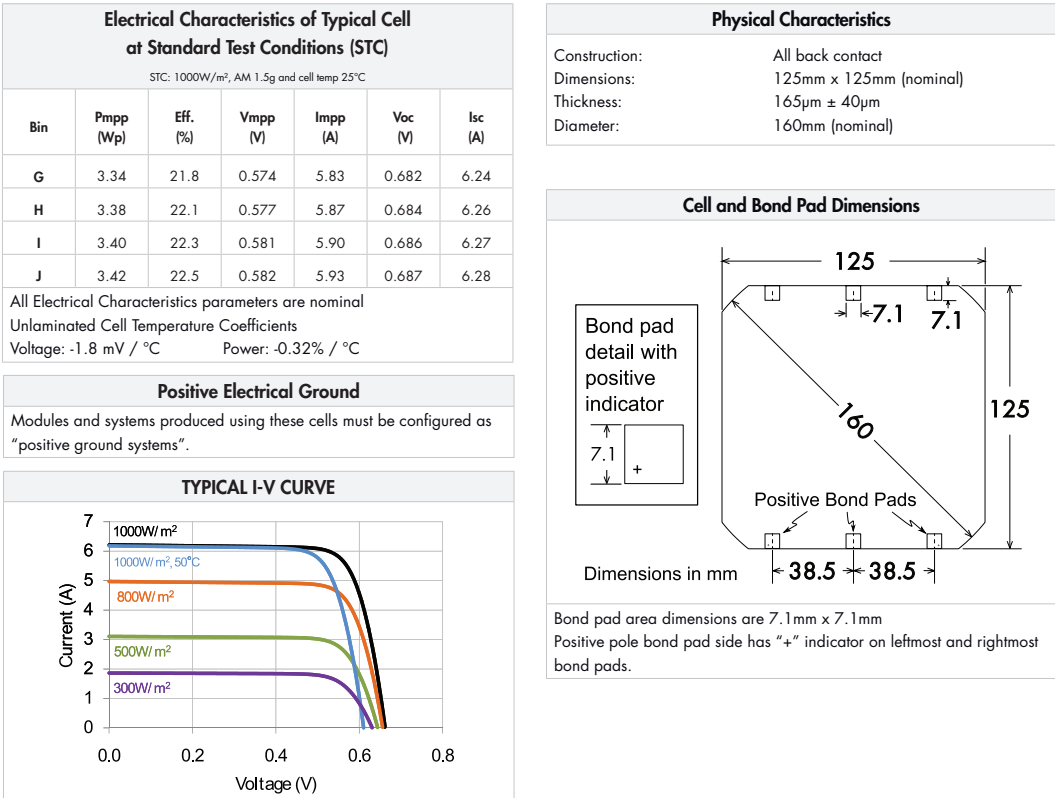 Electrical Characteristics of Typical Cell
at Standard Test Conditions (STC)
STC: 1000W/m², AM 1.5g and cell temp 25°C
Bin Pmpp (Wp) Eff. (%) Vmpp (V) Impp (A) Voc (V) Isc (A)
G 3.34 21.8 0.574 5.83 0.682 6.24
H 3.38 22.1 0.577 5.87 0.684 6.26
I 3.40 22.3 0.581 5.90 0.686 6.27
J 3.42 22.5 0.582 5.93 0.687 6.28
All Electrical Characteristics parameters are nominal
Unlaminated Cell Temperature Coefficients
Voltage: -1.8 mV / °C Power: -0.32% / °C
Positive Electrical Ground
Modules and systems produced using these cells must be configured as
“positive ground systems”.
TYPICAL I-V CURVE
7
6
5
4
3
2
1
0
Current (A)
1000W/ m²
1000W/ m², 50°C
800W/ m²
500W/ m²
300W/ m²
0.0 0.2 0.4 0.6 0.8
Voltage (V)
Physical Characteristics
Construction: All back contact
Dimensions: 125mm x 125mm (nominal)
Thickness: 165µm ± 40µm
Diameter: 160mm (nominal)
Cell and Bond Pad Dimensions
125
7.1
7.1
Bond pad
detail with
positive
indicator
7.1
+
160
125
Positive Bond Pads
Dimensions in mm
38.5 38.5
Bond pad area dimensions are 7.1mm x 7.1mm
Positive pole bond pad side has “+” indicator on leftmost and rightmost
bond pads.